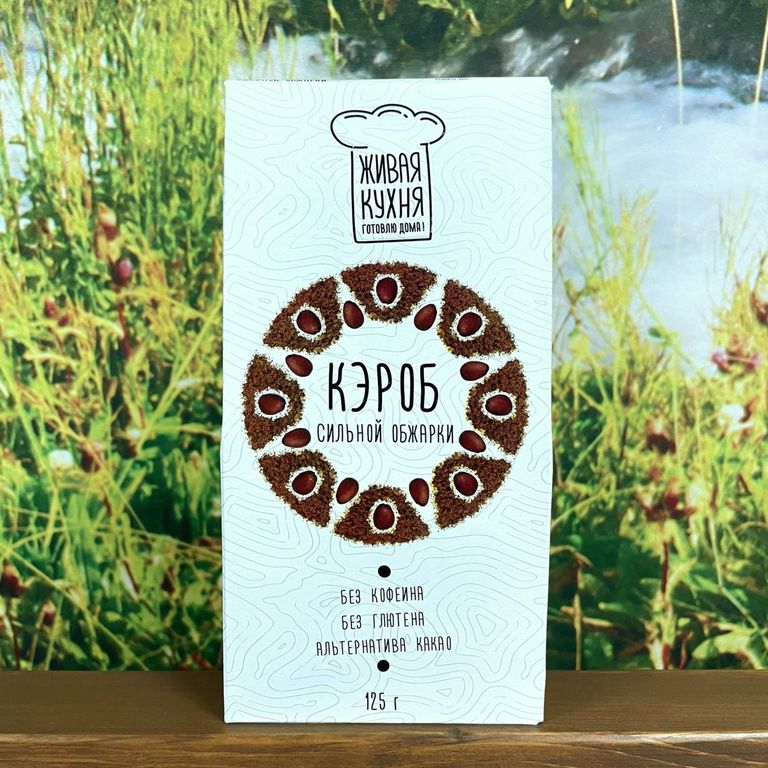 ЖИВАЯ
КУХНЯ
ГОТОВЛЮ ДОМА!
КЭРОБ
СИЛЬНОЙ ОБЖАРКИ
БЕЗ КОФЕИНА
БЕЗ ГЛЮТЕНА
АЛЬТЕРНАТИВА КАКАО
125 г